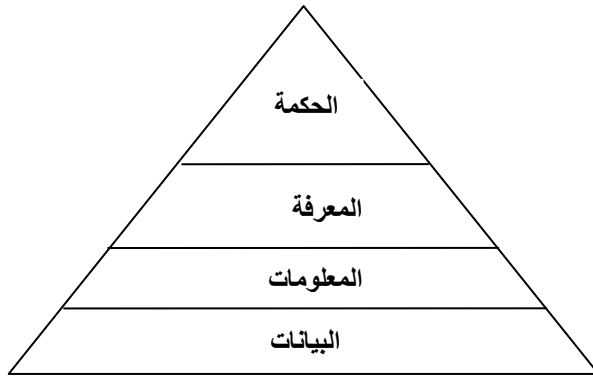 الحكمة
المعرفة
المعلومات
البيانات